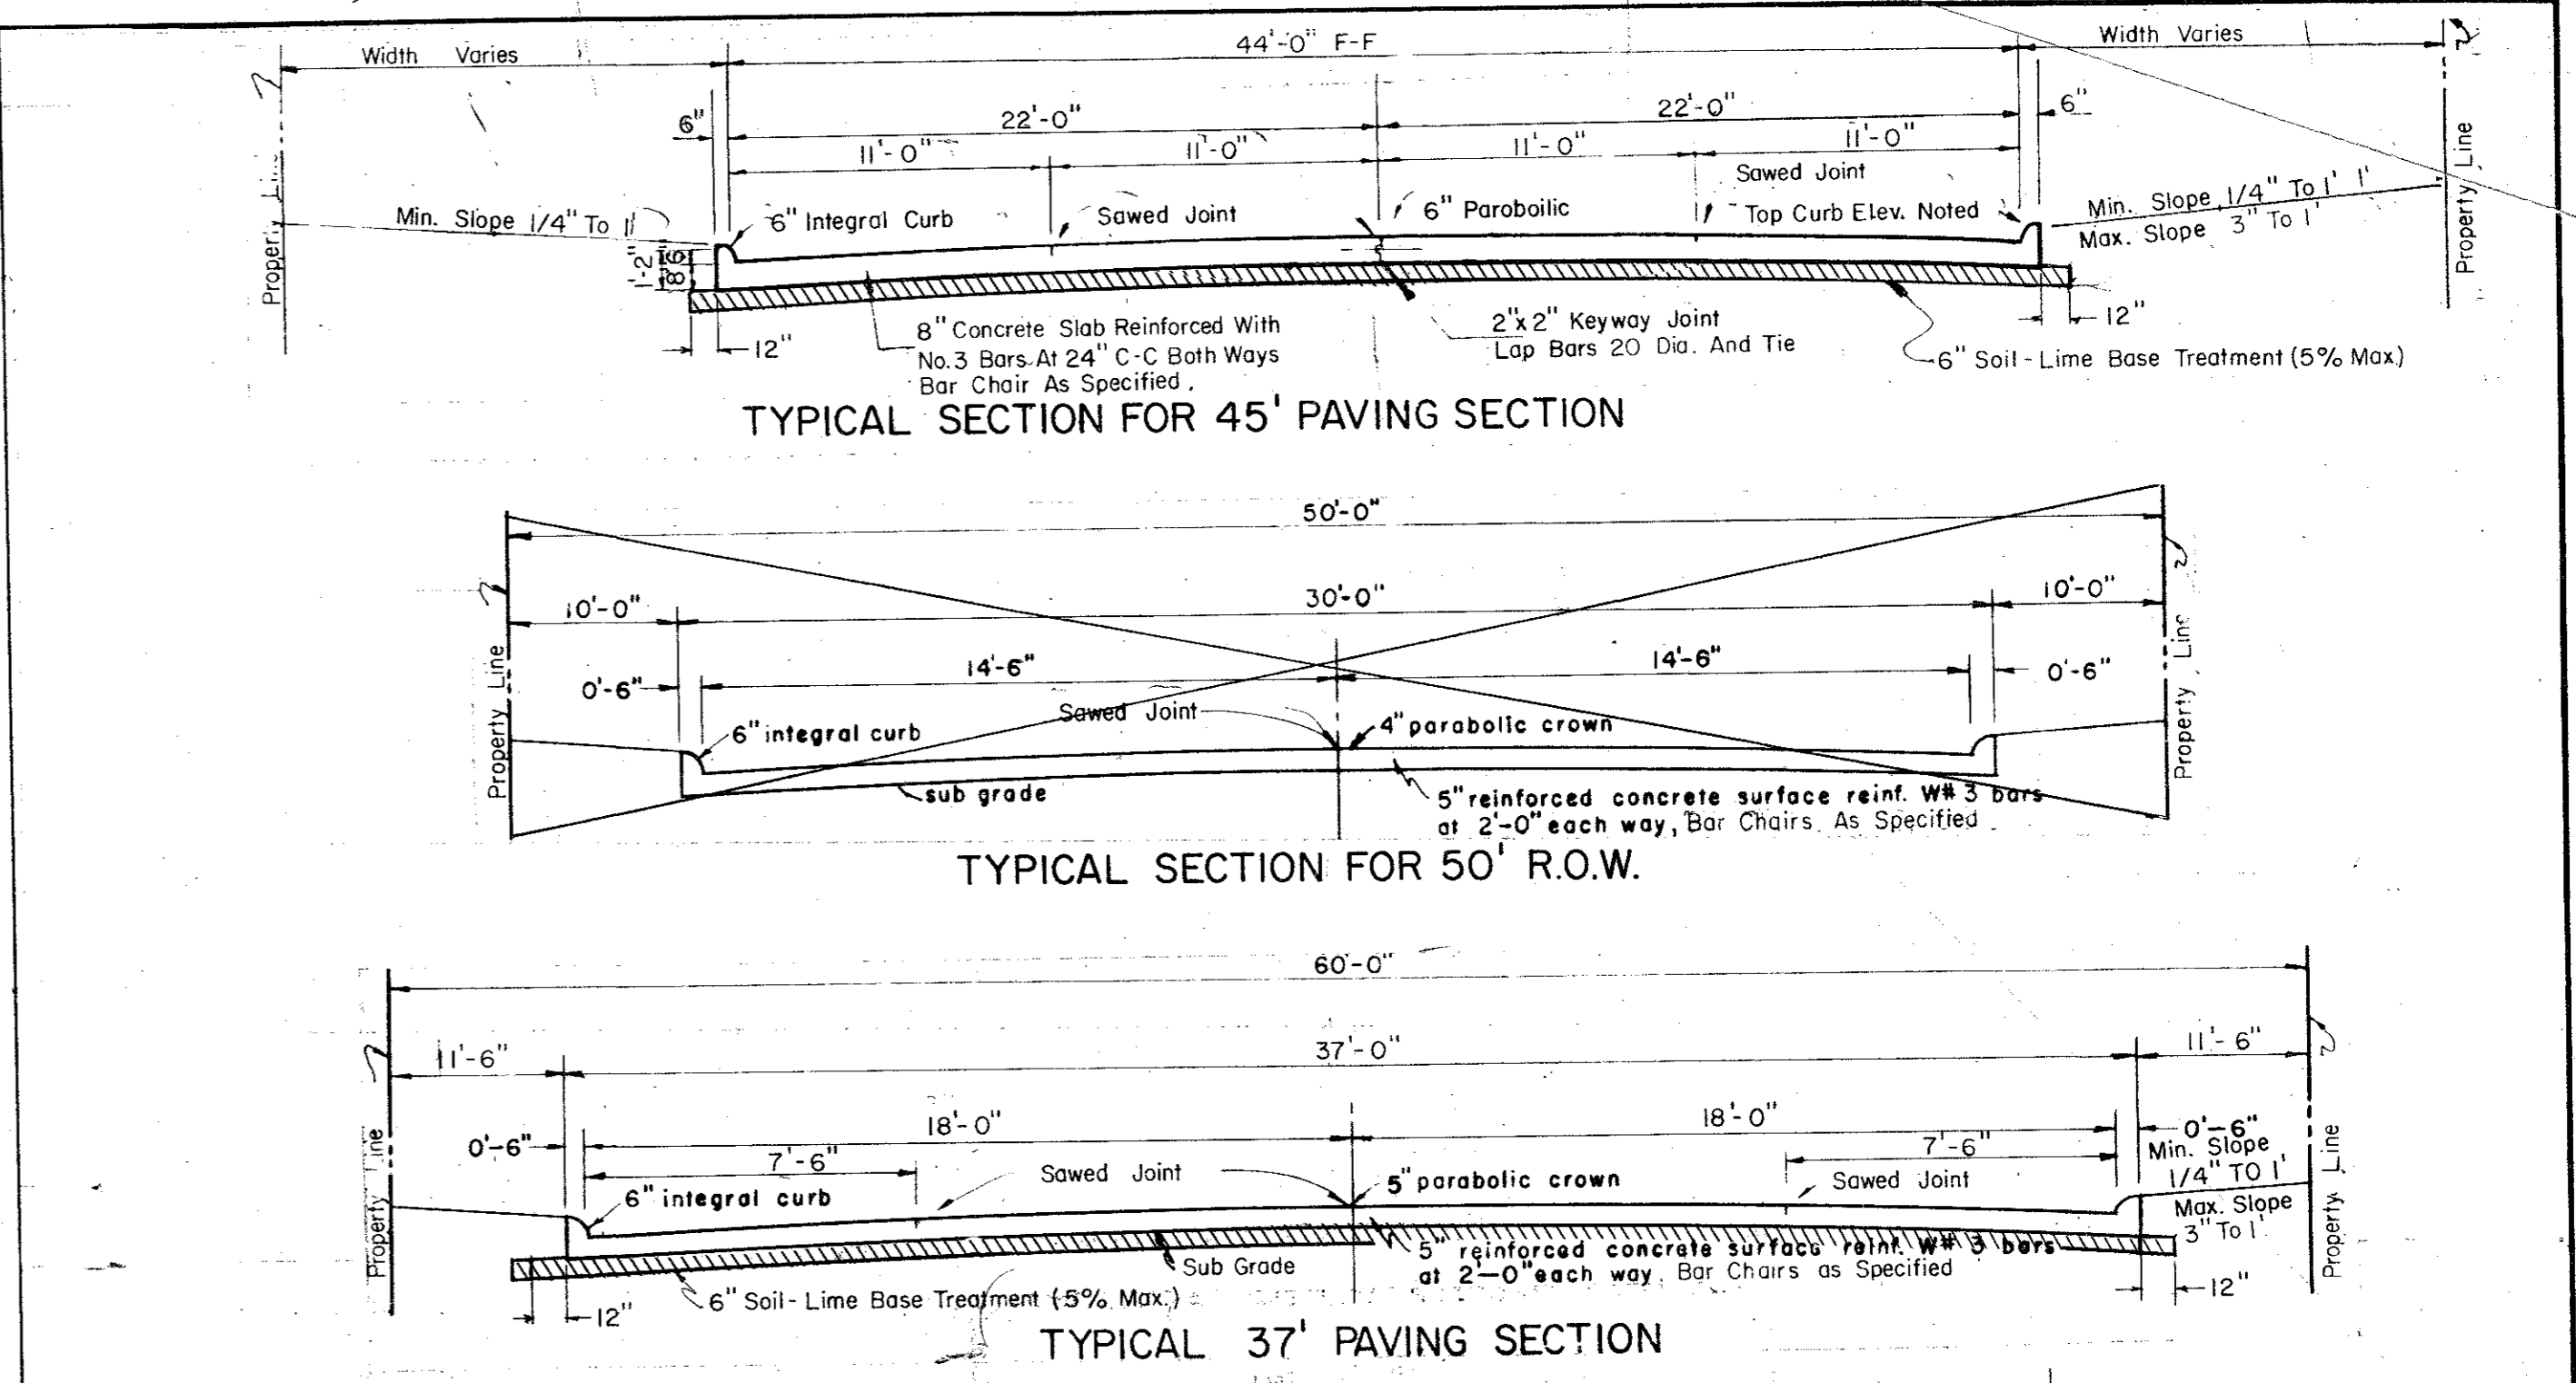 Width Varies
44'-0" F-F
Width Varies
6"
22'-0"
22'-0"
6"
11'-0"
11'-0"
11'-0"
11'-0"
Sawed Joint
Property Line
Min. Slope 1/4" To 1'
6" Integral Curb
Sawed Joint
6" Paroboilic
Top Curb Elev. Noted
Min. Slope 1/4" To 1' 1'
Max. Slope 3" To 1'
Property Line
1'-2"
8"
6"
12"
8" Concrete Slab Reinforced With
No. 3 Bars At 24" C-C Both Ways
Bar Chair As Specified.
2"x 2" Keyway Joint
Lap Bars 20 Dia. And Tie
12"
6" Soil-Lime Base Treatment (5% Max.)
TYPICAL SECTION FOR 45' PAVING SECTION
50'-0"
10'-0"
30'-0"
10'-0"
0'-6"
14'-6"
14'-6"
0'-6"
Property Line
6" integral curb
Sawed Joint
4" parabolic crown
Property Line
sub grade
5" reinforced concrete surface reinf. W# 3 bars
at 2'-0" each way, Bar Chairs As Specified
TYPICAL SECTION FOR 50' R.O.W.
60'-0"
11'-6"
37'-0"
11'-6"
0'-6"
18'-0"
18'-0"
0'-6"
7'-6"
7'-6"
Min. Slope
1/4" TO 1'
Max. Slope
3" To 1'
Property Line
6" integral curb
Sawed Joint
5" parabolic crown
Sawed Joint
Property Line
Sub Grade
5" reinforced concrete surface reinf. W# 3 bars
at 2'-0" each way, Bar Chairs as Specified
12"
6" Soil-Lime Base Treatment (5% Max.)
12"
TYPICAL 37' PAVING SECTION